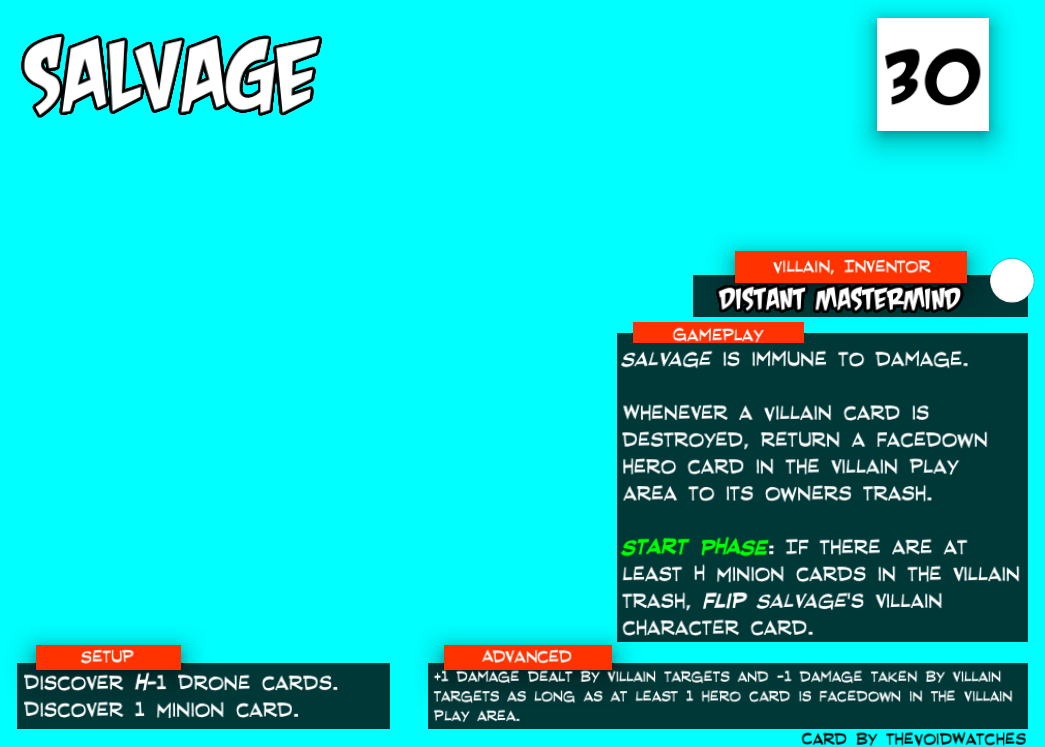 SALVAGE
30
VILLAIN, INVENTOR
DISTANT MASTERMIND
GAMEPLAY
SALVAGE IS IMMUNE TO DAMAGE.
WHENEVER A VILLAIN CARD IS
DESTROYED, RETURN A FACEDOWN
HERO CARD IN THE VILLAIN PLAY
AREA TO ITS OWNERS TRASH.
START PHASE: IF THERE ARE AT
LEAST H MINION CARDS IN THE VILLAIN
TRASH, FLIP SALVAGE'S VILLAIN
CHARACTER CARD.
SETUP
DISCOVER H-1 DRONE CARDS.
DISCOVER 1 MINION CARD.
ADVANCED
+1 DAMAGE DEALT BY VILLAIN TARGETS AND -1 DAMAGE TAKEN BY VILLAIN
TARGETS AS LONG AS AT LEAST 1 HERO CARD IS FACEDOWN IN THE VILLAIN
PLAY AREA.
CARD BY THEVOIDWATCHES